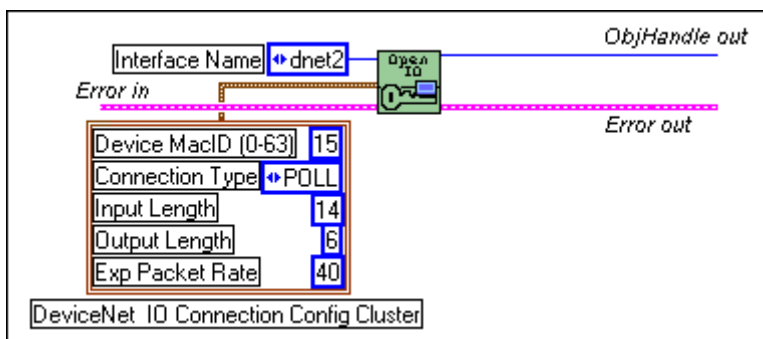 ObjHandle out
Interface Name dnet2
Open IO
Error in
Error out
Device MacID (0-63) 15
Connection Type POLL
Input Length 14
Output Length 6
Exp Packet Rate 40
DeviceNet IO Connection Config Cluster